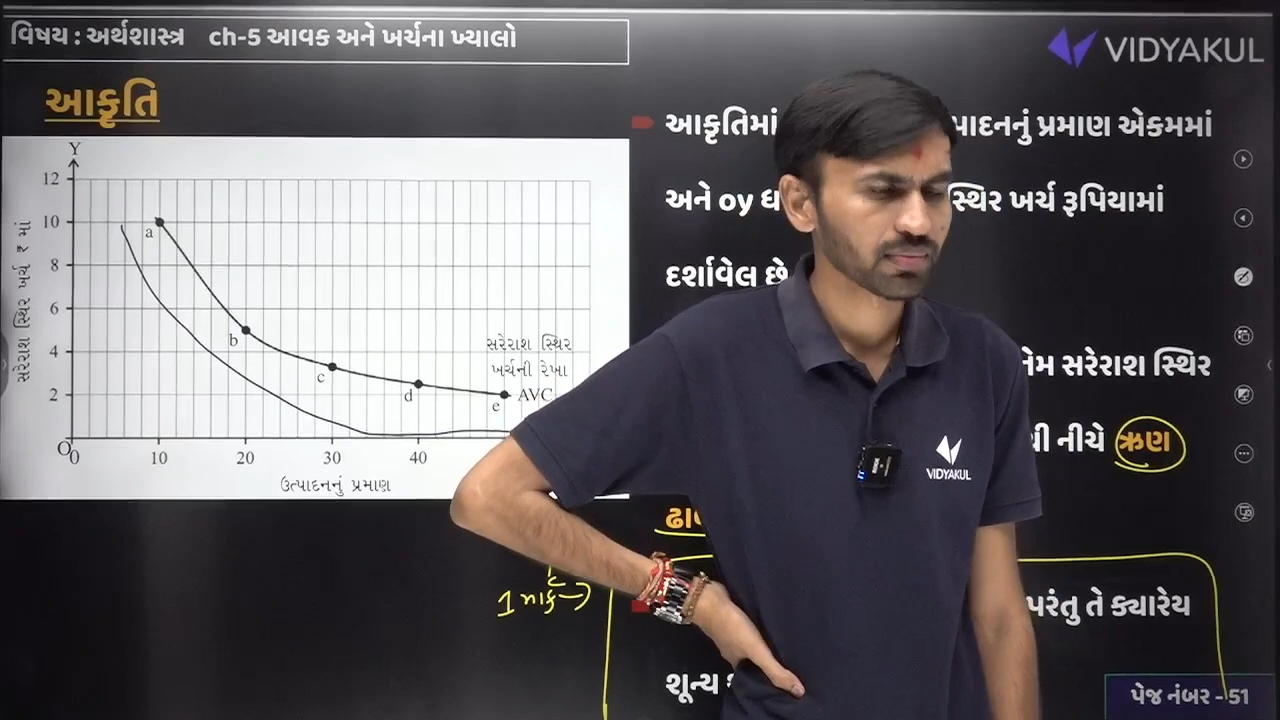 વિષય : અર્થશાસ્ત્ર ch-5 આવક અને ખર્ચના ખ્યાલો
VIDYAKUL
આકૃતિ
Y
12
10
8
6
4
2
O
0
10
20
30
40
a
b
c
d
e
સરેરાશ સ્થિર ખર્ચ ₹ માં
સરેરાશ સ્થિર
ખર્ચની રેખા
AVC
ઉત્પાદનનું પ્રમાણ
આકૃતિમાં પ્રમાણ એકમમાં
અને oy સ્થિર ખર્ચ રૂપિયામાં
દર્શાવેલ છે
સરેરાશ સ્થિર
નીચે ઋણ
1 માર્ક
પરંતુ તે ક્યારેય
શૂન્ય
VIDYAKUL
પેજ નંબર - 51